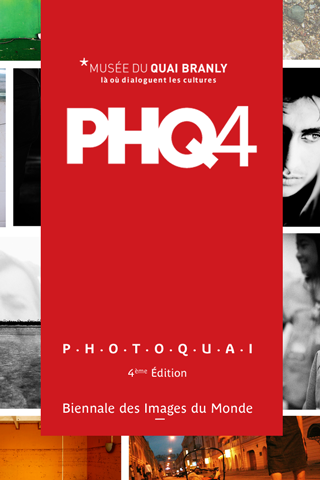 *MUSÉE DU QUAI BRANLY
là où dialoguent les cultures
PHQ4
P·H·O·T·O·Q·U·A·I
4ème Édition
Biennale des Images du Monde